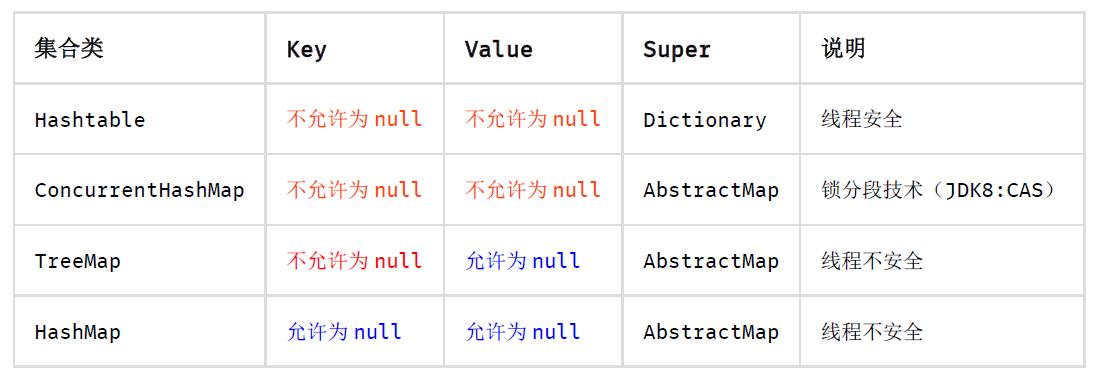 集合类 Key Value Super 说明
Hashtable 不允许为 null 不允许为 null Dictionary 线程安全
ConcurrentHashMap 不允许为 null 不允许为 null AbstractMap 锁分段技术（JDK8:CAS）
TreeMap 不允许为 null 允许为 null AbstractMap 线程不安全
HashMap 允许为 null 允许为 null AbstractMap 线程不安全